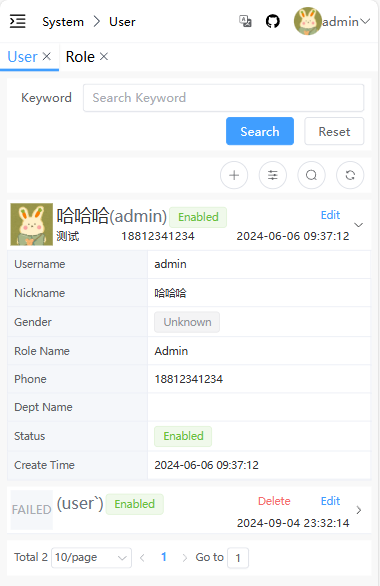 System > User admin
User × Role ×
Keyword Search Keyword
Search Reset
哈哈哈(admin) Enabled Edit
测试 18812341234 2024-06-06 09:37:12
Username admin
Nickname 哈哈哈
Gender Unknown
Role Name Admin
Phone 18812341234
Dept Name
Status Enabled
Create Time 2024-06-06 09:37:12
FAILED (user`) Enabled Delete Edit
2024-09-04 23:32:14
Total 2 10/page < 1 > Go to 1